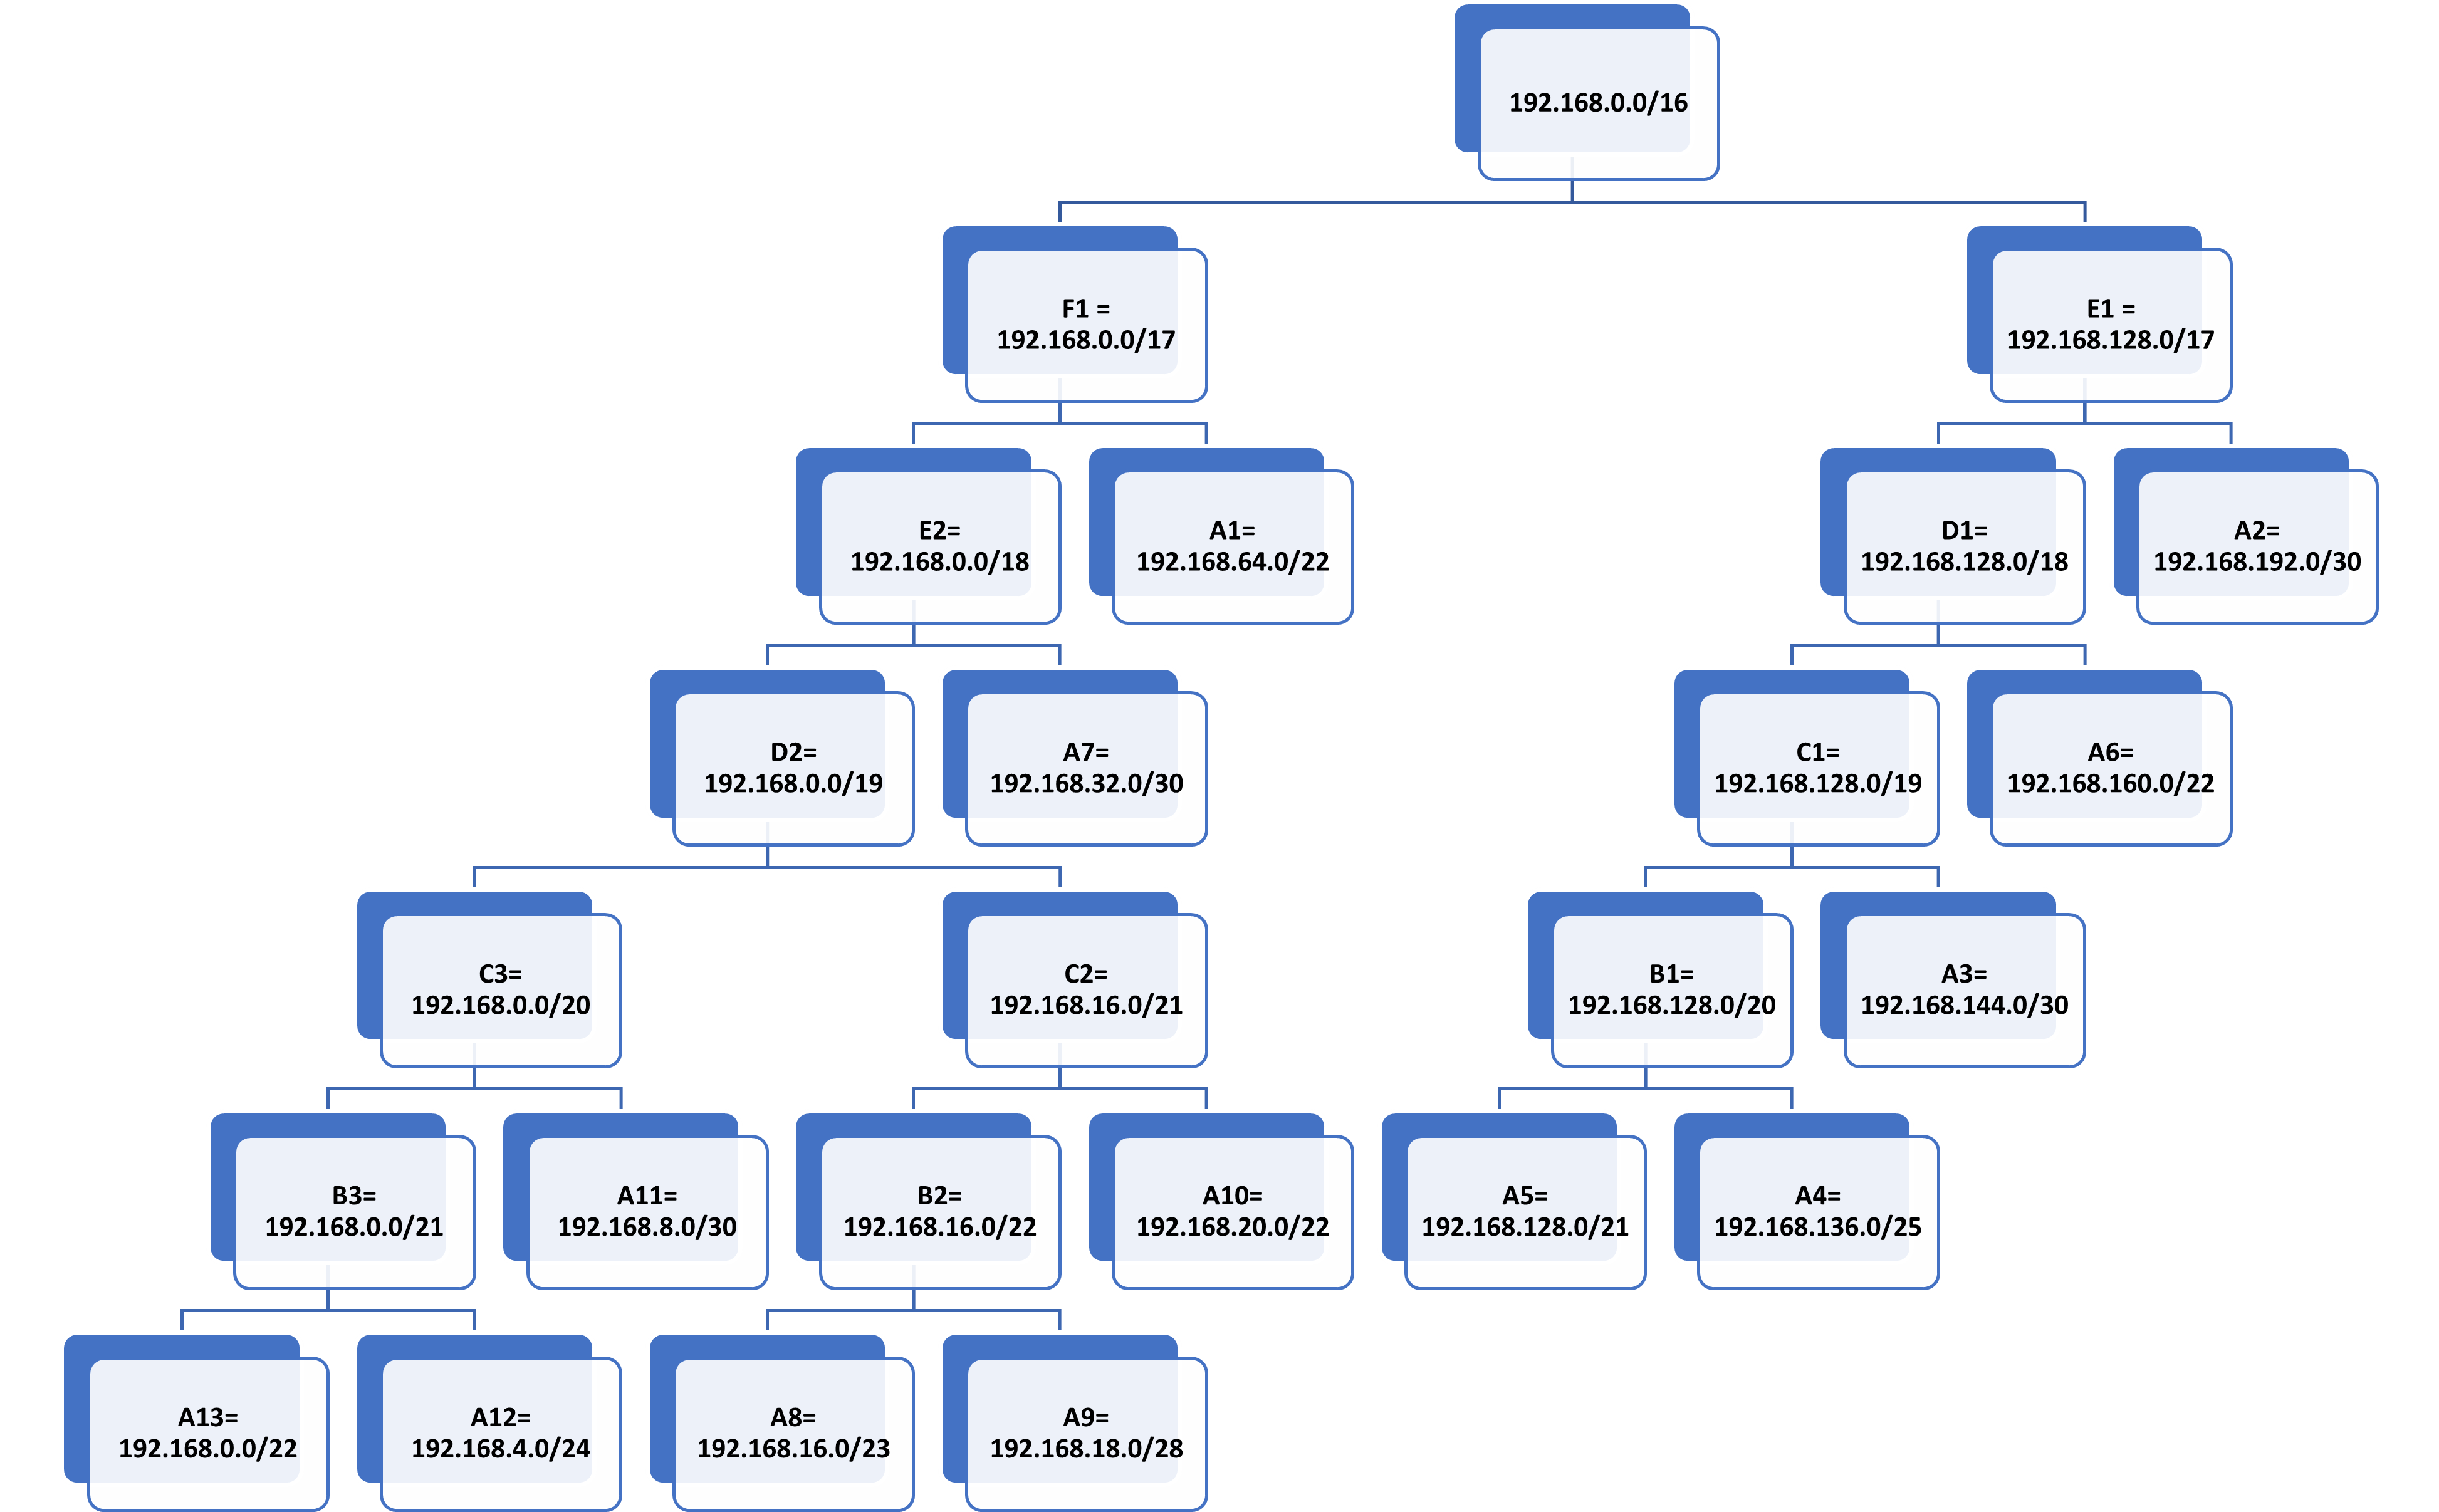 192.168.0.0/16
F1 =
192.168.0.0/17
E1 =
192.168.128.0/17
E2=
192.168.0.0/18
A1=
192.168.64.0/22
D1=
192.168.128.0/18
A2=
192.168.192.0/30
D2=
192.168.0.0/19
A7=
192.168.32.0/30
C1=
192.168.128.0/19
A6=
192.168.160.0/22
C3=
192.168.0.0/20
C2=
192.168.16.0/21
B1=
192.168.128.0/20
A3=
192.168.144.0/30
B3=
192.168.0.0/21
A11=
192.168.8.0/30
B2=
192.168.16.0/22
A10=
192.168.20.0/22
A5=
192.168.128.0/21
A4=
192.168.136.0/25
A13=
192.168.0.0/22
A12=
192.168.4.0/24
A8=
192.168.16.0/23
A9=
192.168.18.0/28